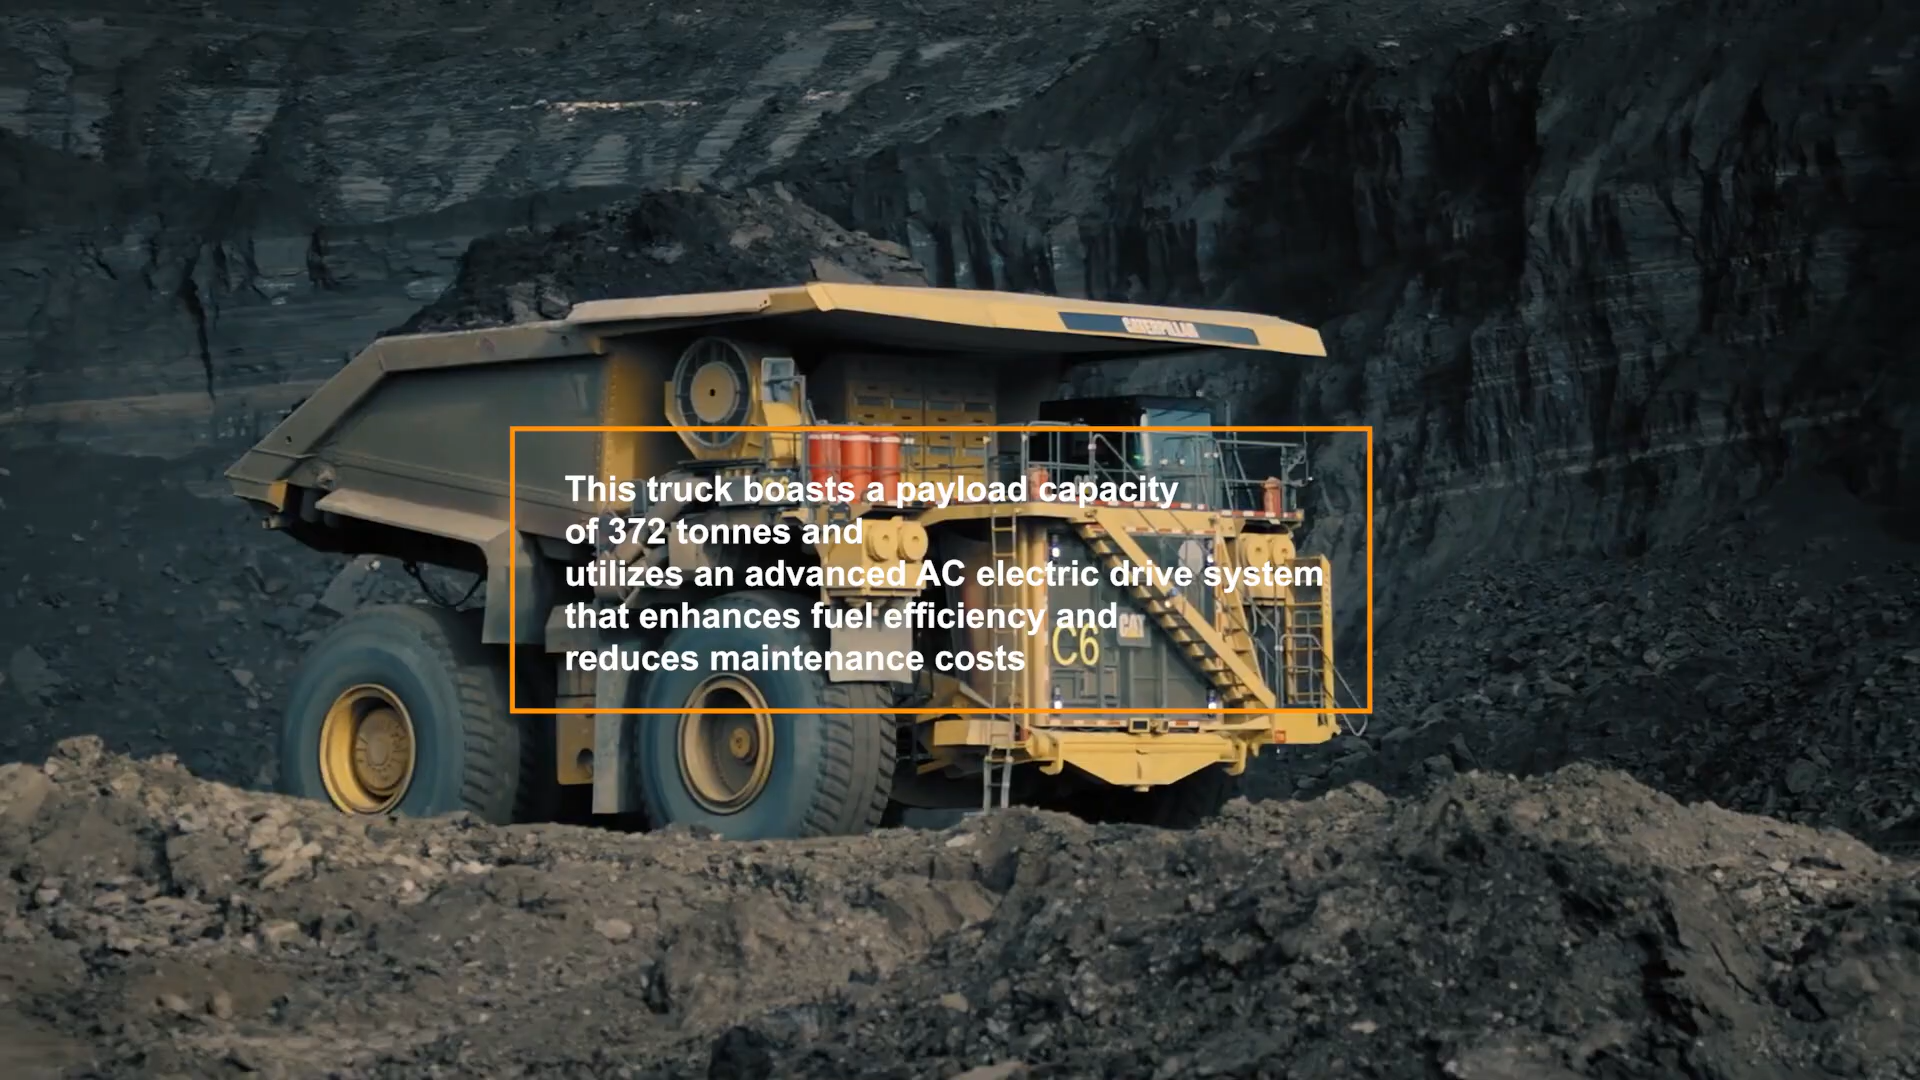 CATERPILLAR
This truck boasts a payload capacity
of 372 tonnes and
utilizes an advanced AC electric drive system
that enhances fuel efficiency and
reduces maintenance costs
CAT
C6